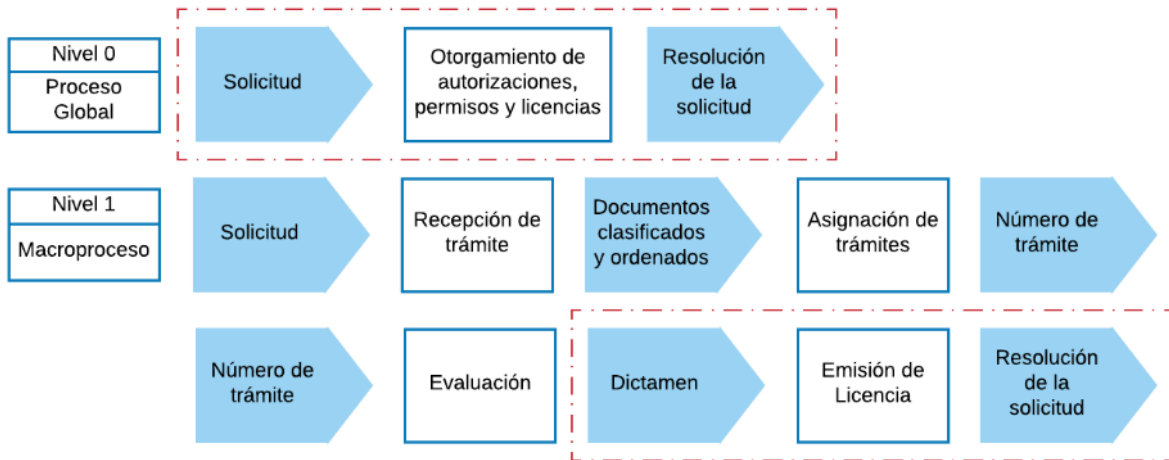 Nivel 0
Proceso
Global
Solicitud
Otorgamiento de
autorizaciones,
permisos y licencias
Resolución
de la
solicitud
Nivel 1
Macroproceso
Solicitud
Recepción de
trámite
Documentos
clasificados
y ordenados
Asignación de
trámites
Número de
trámite
Número de
trámite
Evaluación
Dictamen
Emisión de
Licencia
Resolución
de la
solicitud